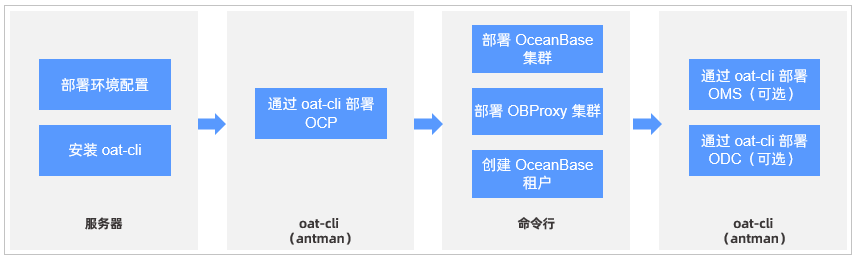 部署环境配置
安装 oat-cli
服务器
通过 oat-cli 部署
OCP
oat-cli
（antman）
部署 OceanBase
集群
部署 OBProxy 集群
创建 OceanBase
租户
命令行
通过 oat-cli 部署
OMS（可选）
通过 oat-cli 部署
ODC（可选）
oat-cli
（antman）